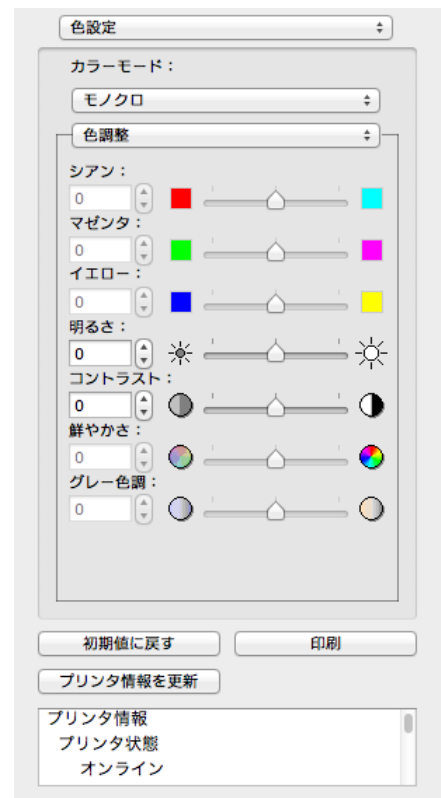 色設定
カラーモード：
モノクロ
色調整
シアン：
0
マゼンタ：
0
イエロー：
0
明るさ：
0
コントラスト：
0
鮮やかさ：
0
グレー色調：
0
初期値に戻す 印刷
プリンタ情報を更新
プリンタ情報
プリンタ状態
オンライン